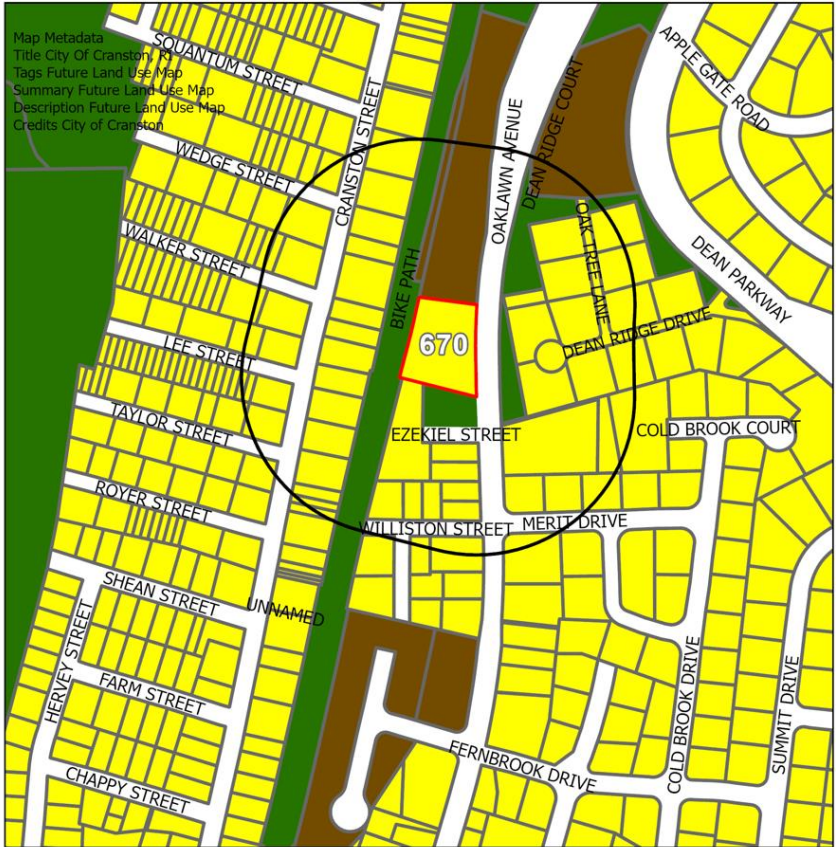 Map Metadata
Title City Of Cranston, RI
Tags Future Land Use Map
Summary Future Land Use Map
Description Future Land Use Map
Credits City of Cranston
SQUANTUM STREET
CRANSTON STREET
OAKLAWN AVENUE
DEAN RIDGE COURT
APPLE GATE ROAD
WEDGE STREET
WALKER STREET
BIKE PATH
OAK TREE LANE
DEAN PARKWAY
LEE STREET
670
DEAN RIDGE DRIVE
TAYLOR STREET
EZEKIEL STREET
COLD BROOK COURT
ROYER STREET
WILLISTON STREET
MERIT DRIVE
SHEAN STREET
UNNAMED
HERVEY STREET
FARM STREET
COLD BROOK DRIVE
SUMMIT DRIVE
FERNBROOK DRIVE
CHAPPY STREET